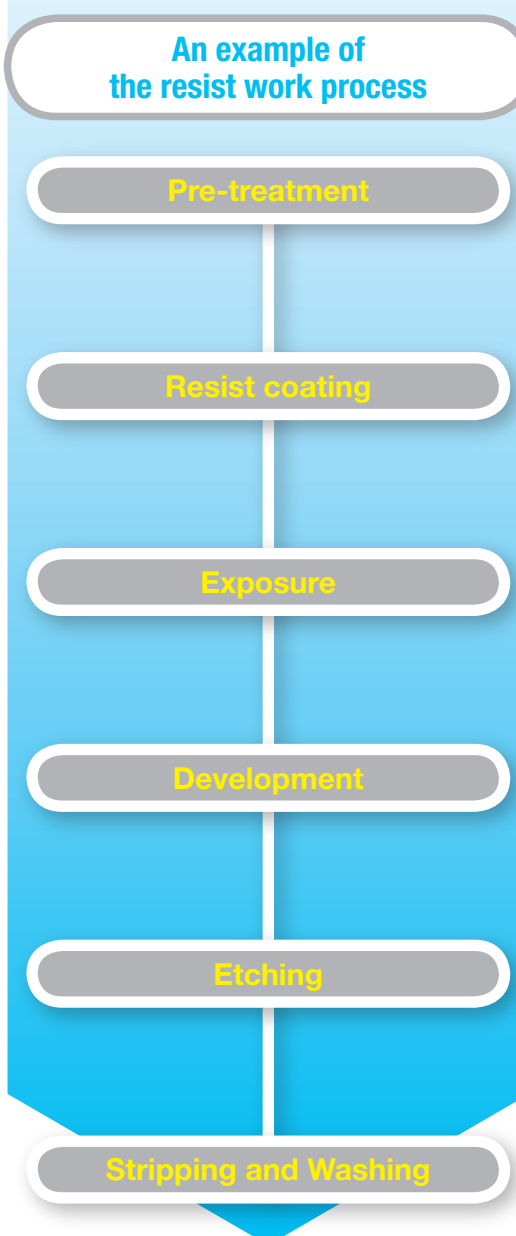 An example of
the resist work process
Pre-treatment
Resist coating
Exposure
Development
Etching
Stripping and Washing